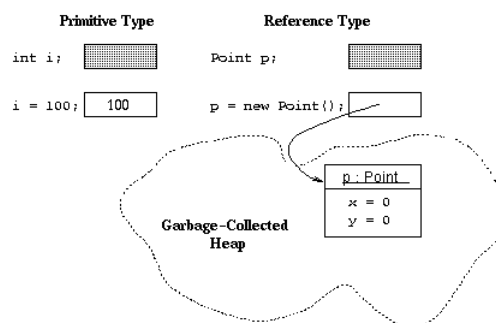 Primitive Type
Reference Type
int i;
Point p;
i = 100;
100
p = new Point();
p : Point
x = 0
y = 0
Garbage-Collected
Heap